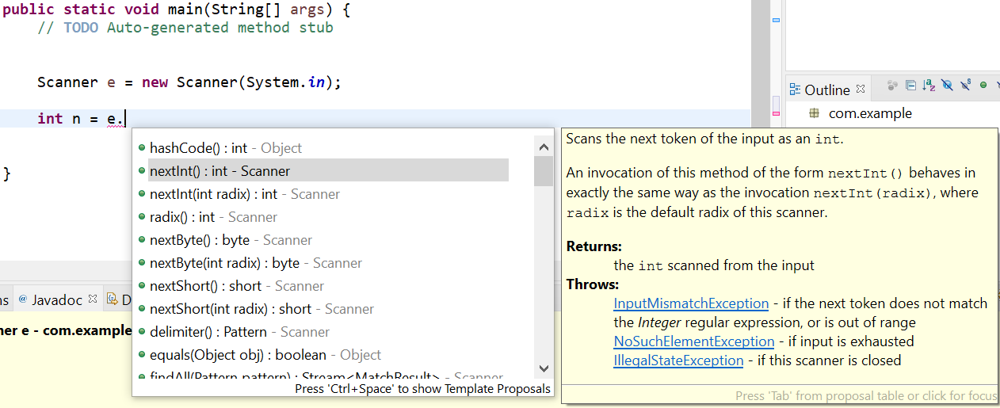 public static void main(String[] args) {
// TODO Auto-generated method stub
Scanner e = new Scanner(System.in);
int n = e.
}
hashCode() : int - Object
nextInt() : int - Scanner
nextInt(int radix) : int - Scanner
radix() : int - Scanner
nextByte() : byte - Scanner
nextByte(int radix) : byte - Scanner
nextShort() : short - Scanner
nextShort(int radix) : short - Scanner
delimiter() : Pattern - Scanner
equals(Object obj) : boolean - Object
findAll(Pattern pattern) : Stream<MatchResult> - Scanner
Press 'Ctrl+Space' to show Template Proposals
Scans the next token of the input as an int.
An invocation of this method of the form nextInt() behaves in
exactly the same way as the invocation nextInt(radix), where
radix is the default radix of this scanner.
Returns:
the int scanned from the input
Throws:
InputMismatchException - if the next token does not match
the Integer regular expression, or is out of range
NoSuchElementException - if input is exhausted
IllegalStateException - if this scanner is closed
Press 'Tab' from proposal table or click for focus
Outline
com.example
ns @ Javadoc D
ner e - com.example